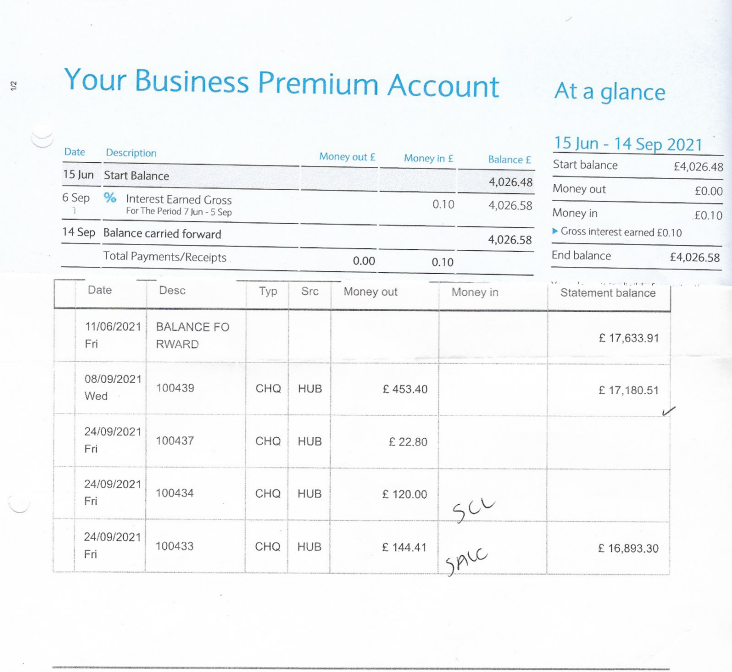 1/2
Your Business Premium Account
At a glance
Date Description Money out £ Money in £ Balance £
15 Jun Start Balance 4,026.48
6 Sep % Interest Earned Gross 0.10 4,026.58
For The Period 7 Jun - 5 Sep
14 Sep Balance carried forward 4,026.58
Total Payments/Receipts 0.00 0.10
15 Jun - 14 Sep 2021
Start balance £4,026.48
Money out £0.00
Money in £0.10
▶ Gross interest earned £0.10
End balance £4,026.58
Date Desc Typ Src Money out Money in Statement balance
11/06/2021 BALANCE FO
Fri RWARD £ 17,633.91
08/09/2021
Wed 100439 CHQ HUB £ 453.40 £ 17,180.51
24/09/2021
Fri 100437 CHQ HUB £ 22.80
24/09/2021
Fri 100434 CHQ HUB £ 120.00 SCC
24/09/2021
Fri 100433 CHQ HUB £ 144.41 SALC £ 16,893.30